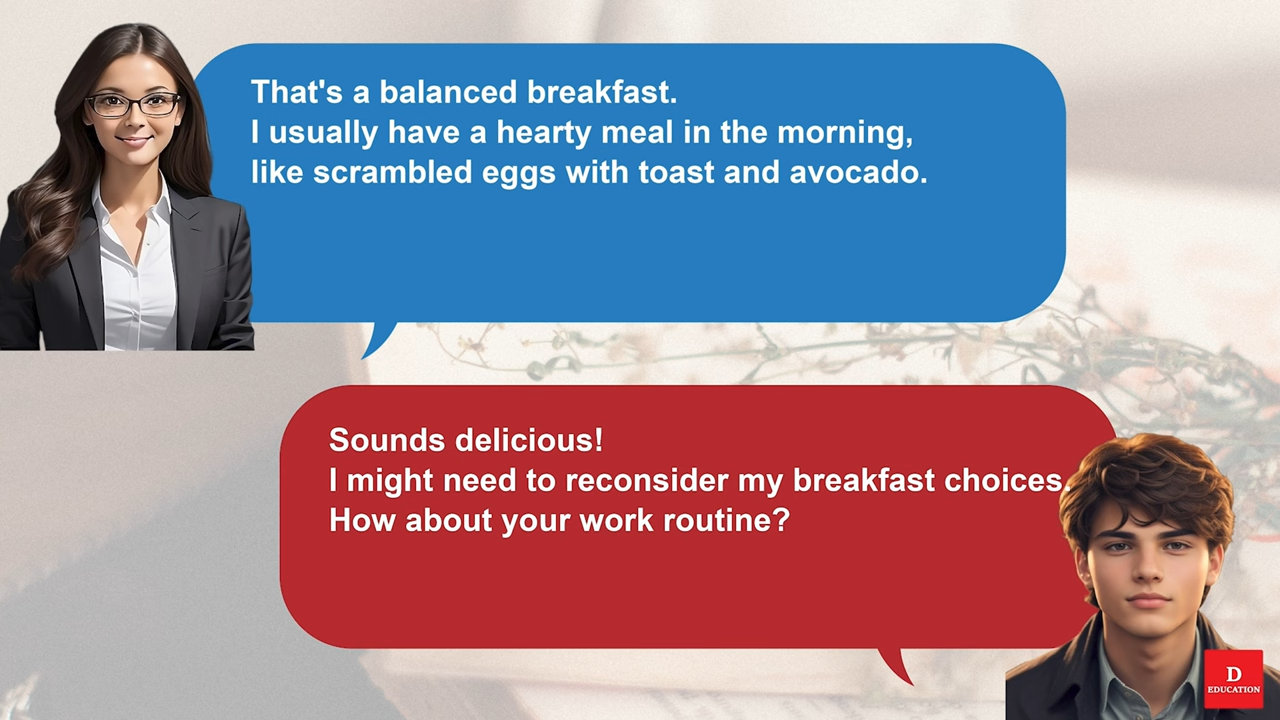 That's a balanced breakfast.
I usually have a hearty meal in the morning,
like scrambled eggs with toast and avocado.
Sounds delicious!
I might need to reconsider my breakfast choices.
How about your work routine?
D
EDUCATION